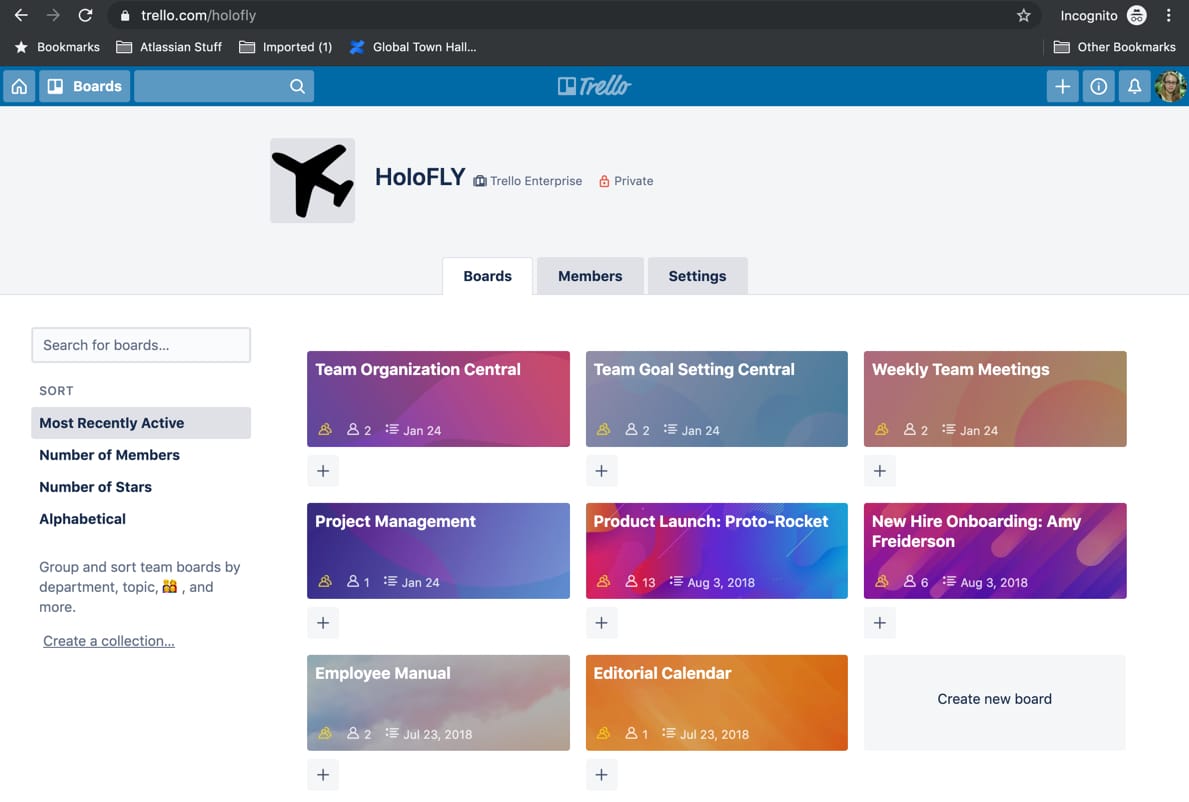 trello.com/holofly
Incognito
Bookmarks
Atlassian Stuff
Imported (1)
Global Town Hall...
Other Bookmarks
Boards
Trello
HoloFLY
Trello Enterprise
Private
Boards
Members
Settings
Search for boards...
SORT
Most Recently Active
Number of Members
Number of Stars
Alphabetical
Group and sort team boards by
department, topic, 👯 , and
more.
Create a collection...
Team Organization Central
2
Jan 24
Team Goal Setting Central
2
Jan 24
Weekly Team Meetings
2
Jan 24
Project Management
1
Jan 24
Product Launch: Proto-Rocket
13
Aug 3, 2018
New Hire Onboarding: Amy
Freiderson
6
Aug 3, 2018
Employee Manual
2
Jul 23, 2018
Editorial Calendar
1
Jul 23, 2018
Create new board